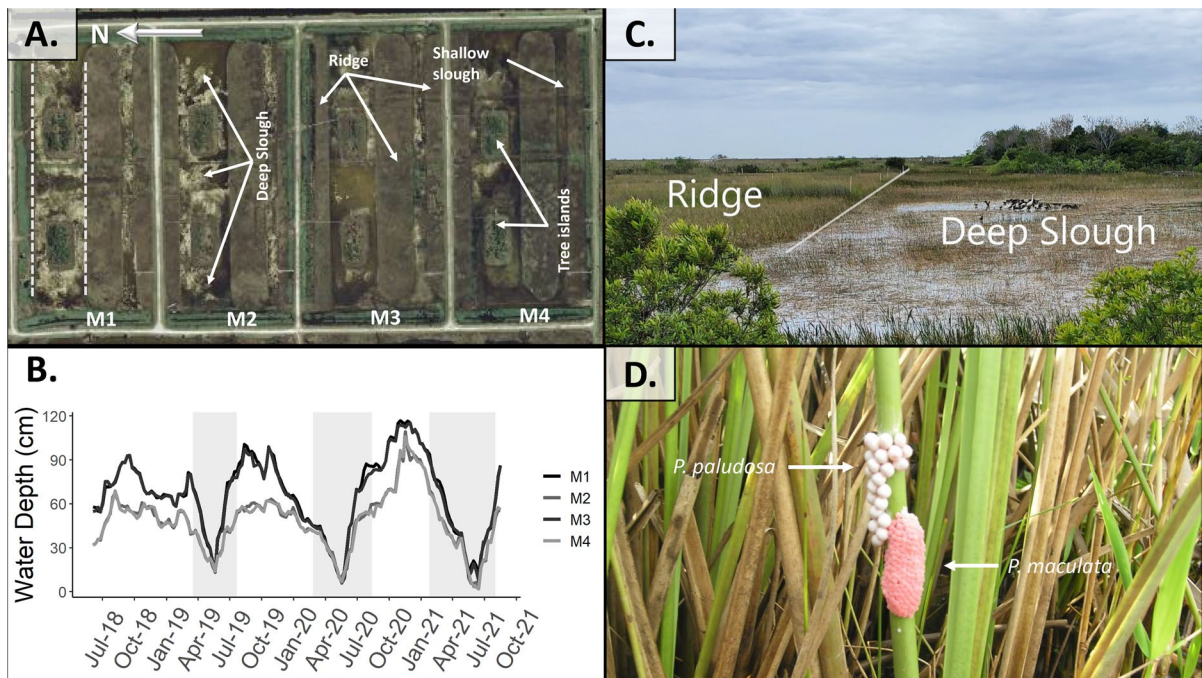 A.
N
Ridge
Shallow
slough
Deep Slough
Tree islands
M1
M2
M3
M4
B.
Water Depth (cm)
120
90
60
30
0
Jul-18
Oct-18
Jan-19
Apr-19
Jul-19
Oct-19
Jan-20
Apr-20
Jul-20
Oct-20
Jan-21
Apr-21
Jul-21
Oct-21
M1
M2
M3
M4
C.
Ridge
Deep Slough
D.
P. paludosa
P. maculata